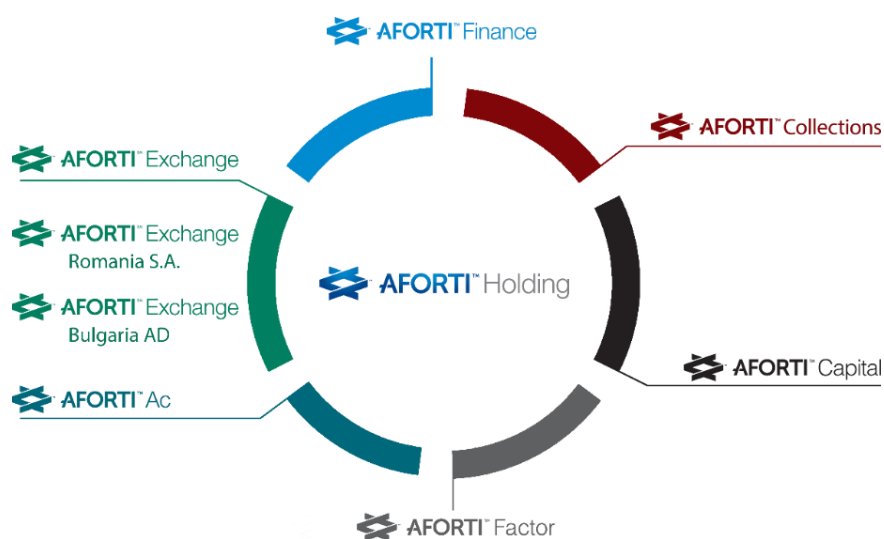 AFORTI™ Finance
AFORTI™ Collections
AFORTI™ Exchange
AFORTI™ Exchange
Romania S.A.
AFORTI™ Holding
AFORTI™ Exchange
Bulgaria AD
AFORTI™ Capital
AFORTI™ Ac
AFORTI™ Factor